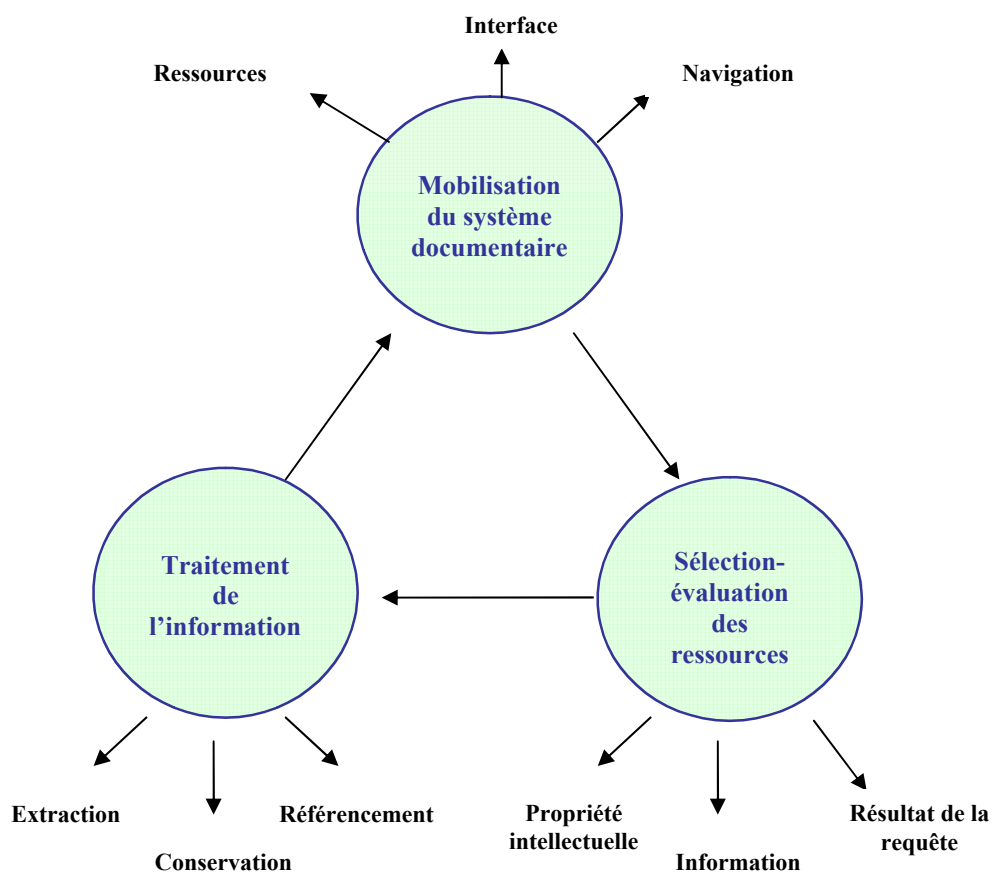 Interface
Ressources
Navigation
Mobilisation
du système
documentaire
Traitement
de
l’information
Sélection-
évaluation
des
ressources
Extraction
Conservation
Référencement
Propriété
intellectuelle
Information
Résultat de la
requête